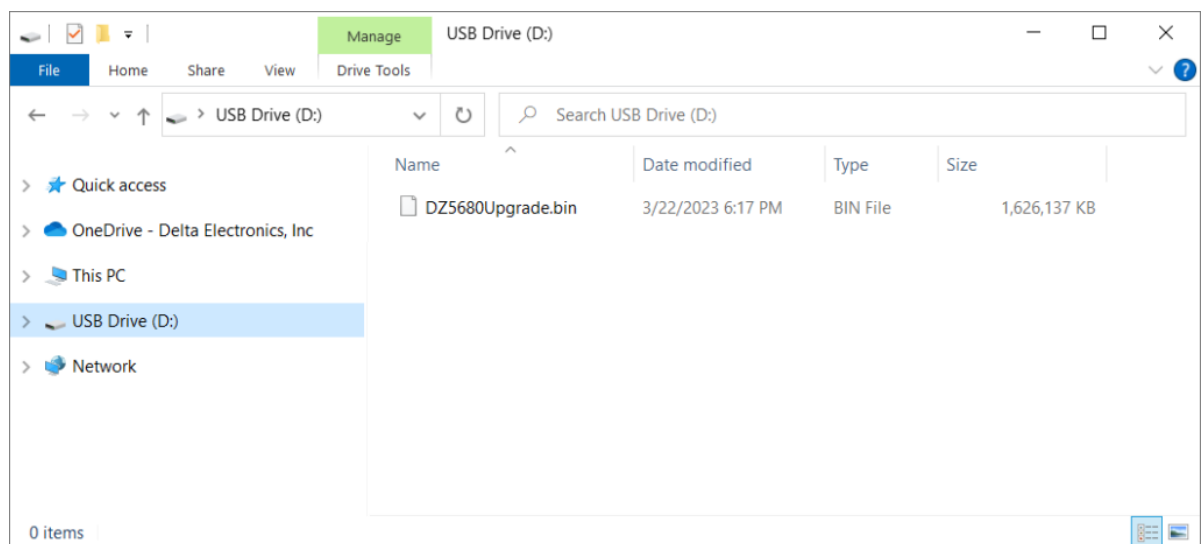 Manage USB Drive (D:)
File Home Share View Drive Tools
USB Drive (D:) Search USB Drive (D:)
Name Date modified Type Size
Quick access
DZ5680Upgrade.bin 3/22/2023 6:17 PM BIN File 1,626,137 KB
OneDrive - Delta Electronics, Inc
This PC
USB Drive (D:)
Network
0 items